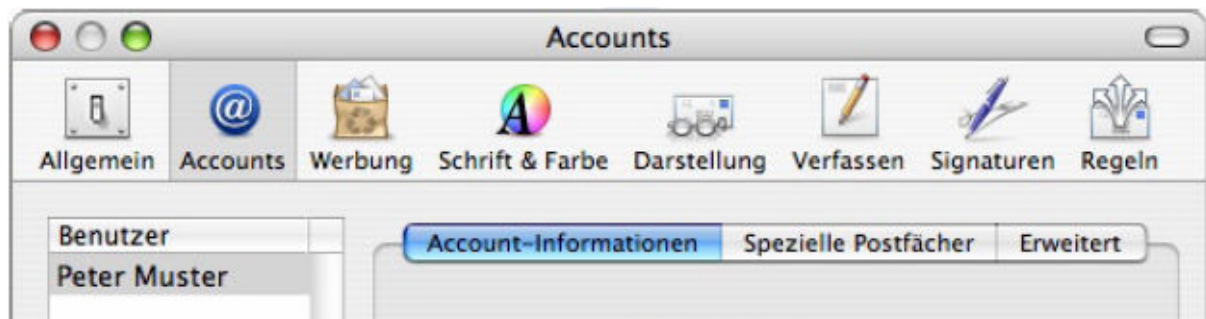 Accounts
Allgemein Accounts Werbung Schrift & Farbe Darstellung Verfassen Signaturen Regeln
Benutzer
Account-Informationen Spezielle Postfächer Erweitert
Peter Muster